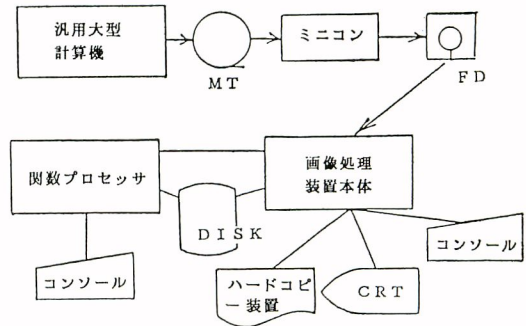 汎用大型
計算機
MT
ミニコン
FD
関数プロセッサ
画像処理
装置本体
DISK
コンソール
ハードコピ
ー装置
CRT
コンソール